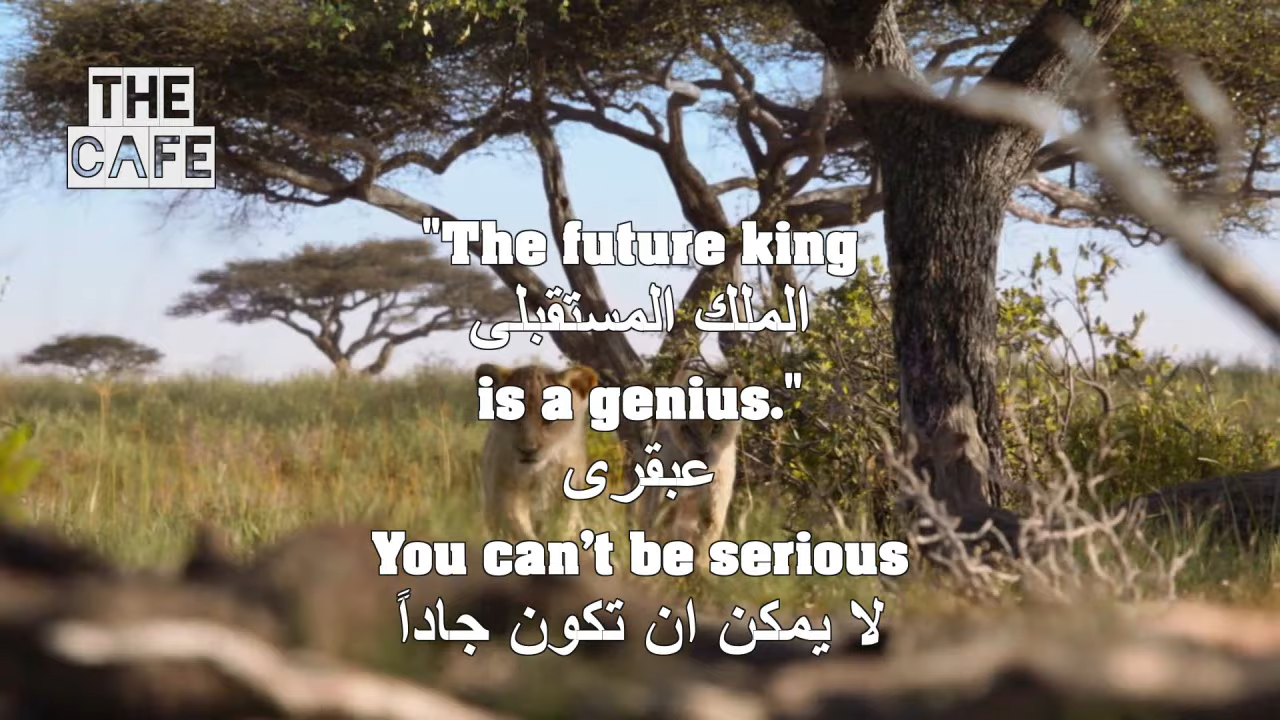 THE
CAFE
"The future king
الملك المستقبلى
is a genius."
عبقرى
You can’t be serious
لا يمكن ان تكون جاداً